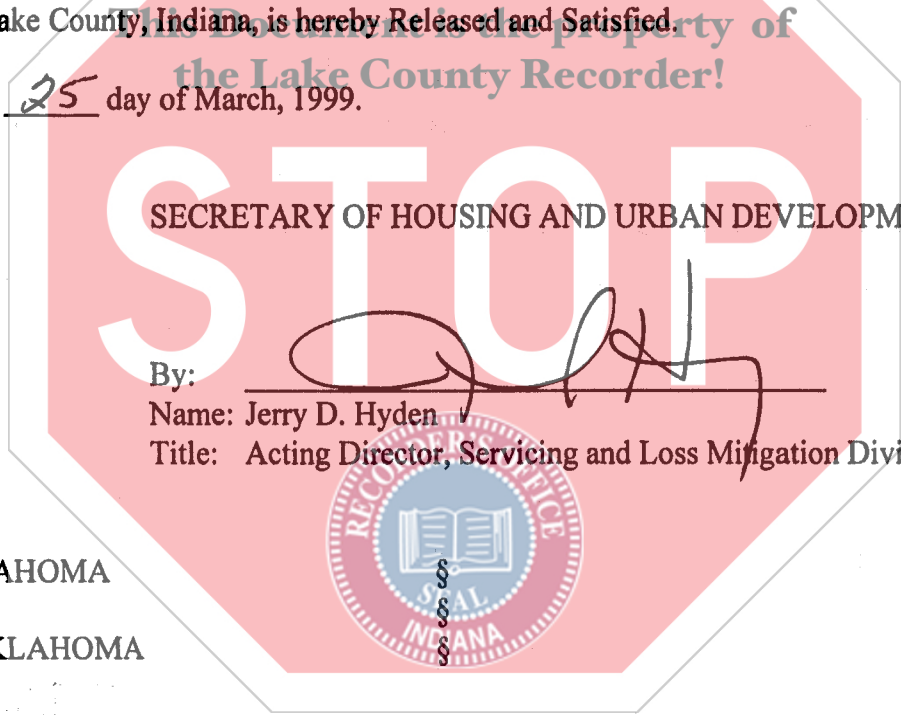 ake County, Indiana, is hereby Released and Satisfied.
This Document is the property of
the Lake County Recorder!
25 day of March, 1999.
STOP
SECRETARY OF HOUSING AND URBAN DEVELOPM
By:
Name: Jerry D. Hyden
Title: Acting Director, Servicing and Loss Mitigation Divi
RECORDER'S OFFICE
SEAL
INDIANA
AHOMA §
§
KLAHOMA §